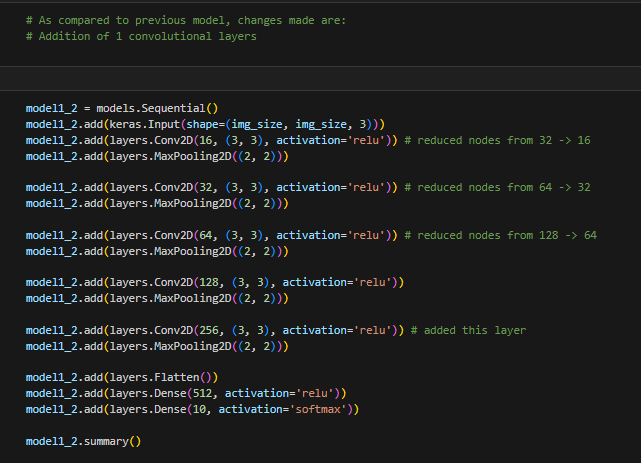 # As compared to previous model, changes made are:
# Addition of 1 convolutional layers
model1_2 = models.Sequential()
model1_2.add(keras.Input(shape=(img_size, img_size, 3)))
model1_2.add(layers.Conv2D(16, (3, 3), activation='relu')) # reduced nodes from 32 -> 16
model1_2.add(layers.MaxPooling2D((2, 2)))
model1_2.add(layers.Conv2D(32, (3, 3), activation='relu')) # reduced nodes from 64 -> 32
model1_2.add(layers.MaxPooling2D((2, 2)))
model1_2.add(layers.Conv2D(64, (3, 3), activation='relu')) # reduced nodes from 128 -> 64
model1_2.add(layers.MaxPooling2D((2, 2)))
model1_2.add(layers.Conv2D(128, (3, 3), activation='relu'))
model1_2.add(layers.MaxPooling2D((2, 2)))
model1_2.add(layers.Conv2D(256, (3, 3), activation='relu')) # added this layer
model1_2.add(layers.MaxPooling2D((2, 2)))
model1_2.add(layers.Flatten())
model1_2.add(layers.Dense(512, activation='relu'))
model1_2.add(layers.Dense(10, activation='softmax'))
model1_2.summary()